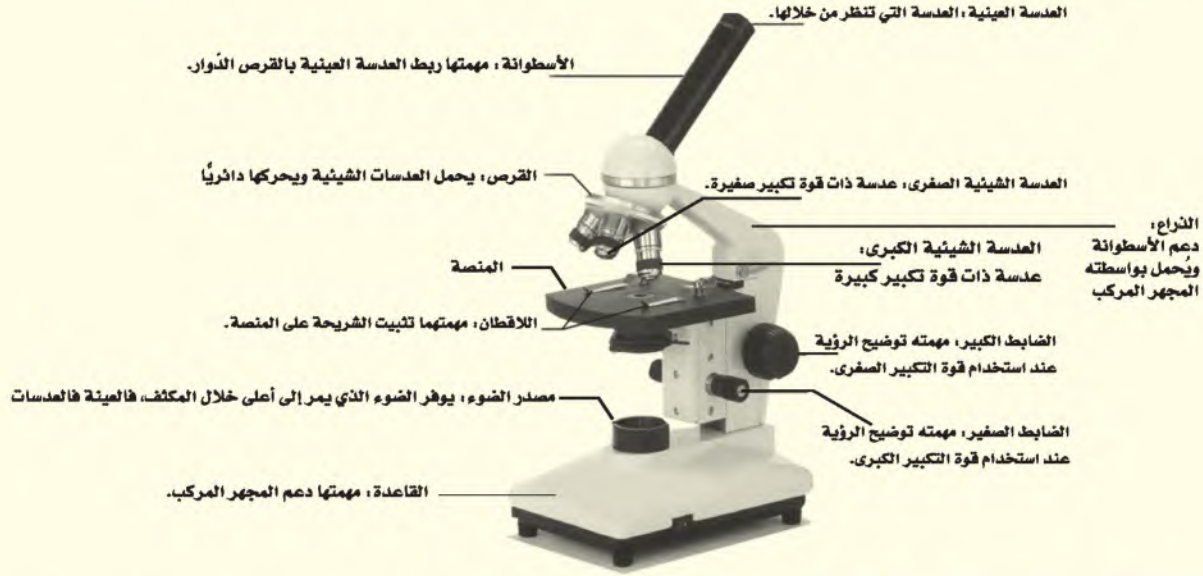 العدسة العينية: العدسة التي تنظر من خلالها.
الأسطوانة: مهمتها ربط العدسة العينية بالقرص الدّوار.
القرص: يحمل العدسات الشيئية ويحركها دائريًّا
العدسة الشيئية الصغرى: عدسة ذات قوة تكبير صغيرة.
الذراع:
دعم الأسطوانة
ويُحمل بواسطته
المجهر المركب
العدسة الشيئية الكبرى:
عدسة ذات قوة تكبير كبيرة
المنصة
اللاقطان: مهمتهما تثبيت الشريحة على المنصة.
الضابط الكبير: مهمته توضيح الرؤية
عند استخدام قوة التكبير الصغرى.
مصدر الضوء: يوفر الضوء الذي يمر إلى أعلى خلال المكثف، فالعينة فالعدسات
الضابط الصغير: مهمته توضيح الرؤية
عند استخدام قوة التكبير الكبرى.
القاعدة: مهمتها دعم المجهر المركب.